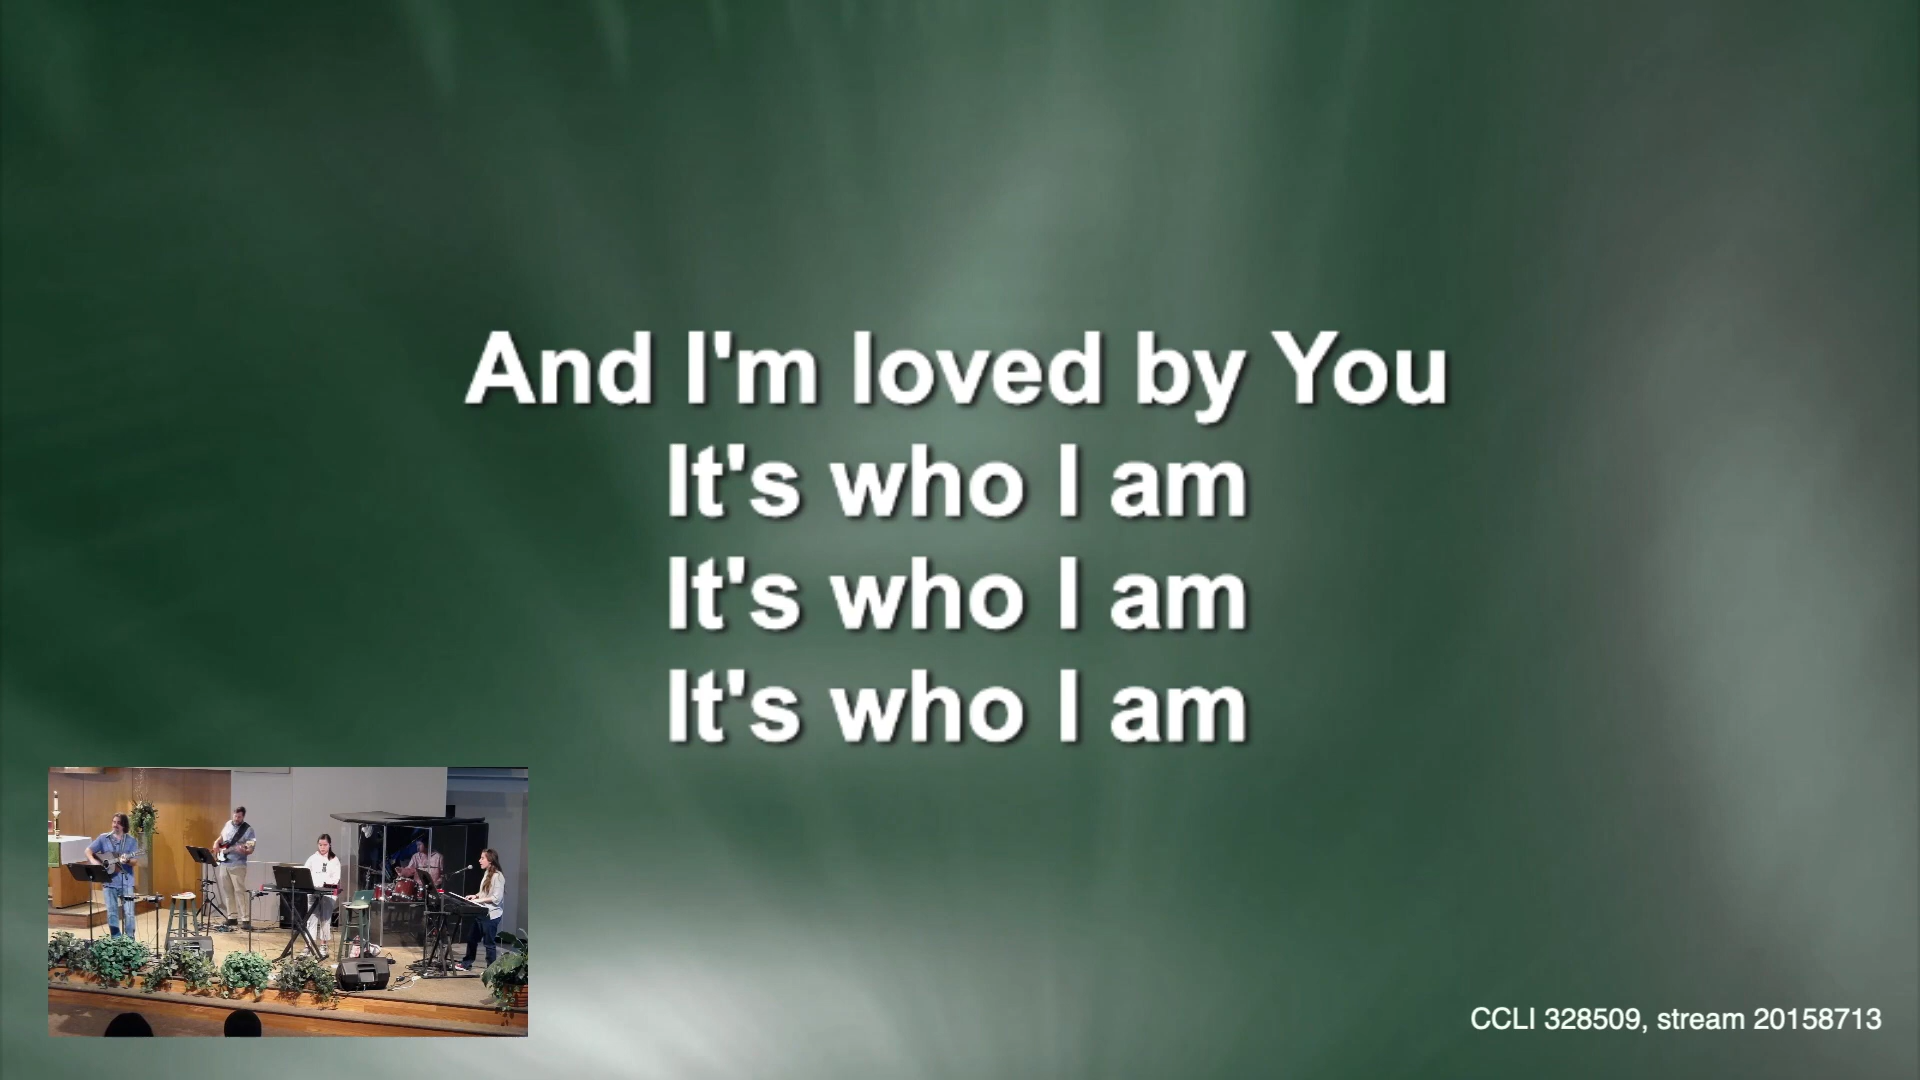 And I'm loved by You
It's who I am
It's who I am
It's who I am
CCLI 328509, stream 20158713